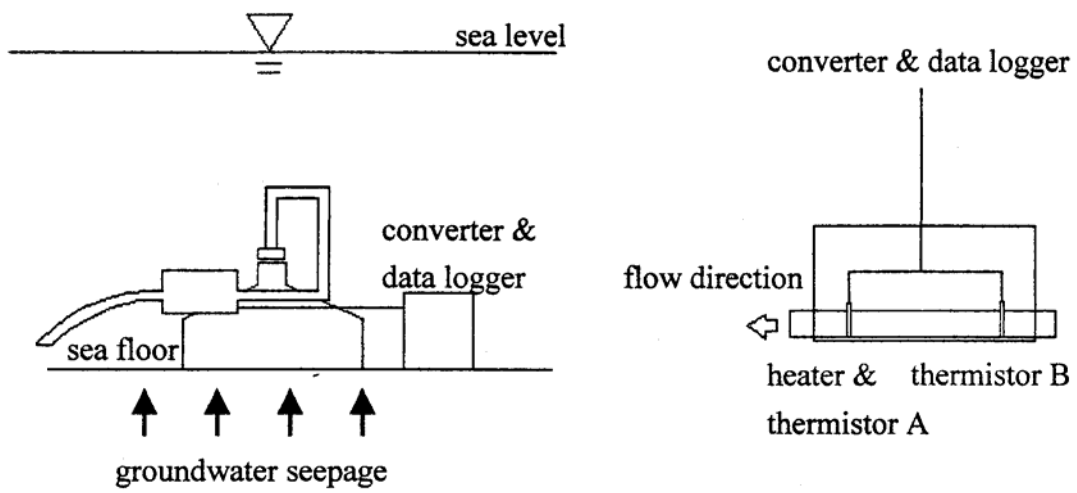 sea level
converter &
data logger
sea floor
groundwater seepage
converter & data logger
flow direction
heater &
thermistor A
thermistor B